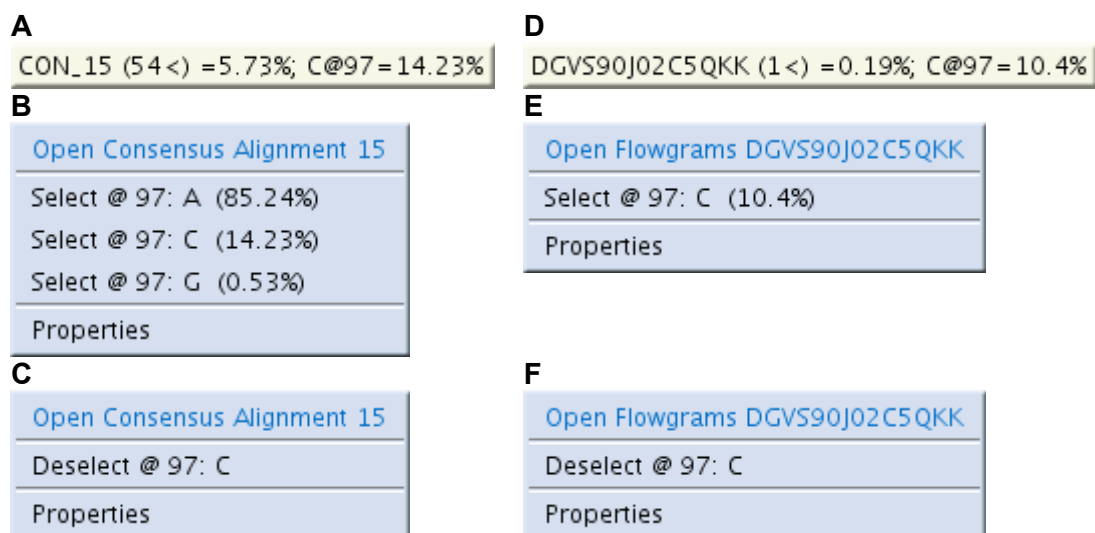 A
CON_15 (54<) =5.73%; C@97=14.23%
B
Open Consensus Alignment 15
Select @ 97: A (85.24%)
Select @ 97: C (14.23%)
Select @ 97: G (0.53%)
Properties
C
Open Consensus Alignment 15
Deselect @ 97: C
Properties
D
DGVS90J02C5QKK (1<) =0.19%; C@97=10.4%
E
Open Flowgrams DGVS90J02C5QKK
Select @ 97: C (10.4%)
Properties
F
Open Flowgrams DGVS90J02C5QKK
Deselect @ 97: C
Properties